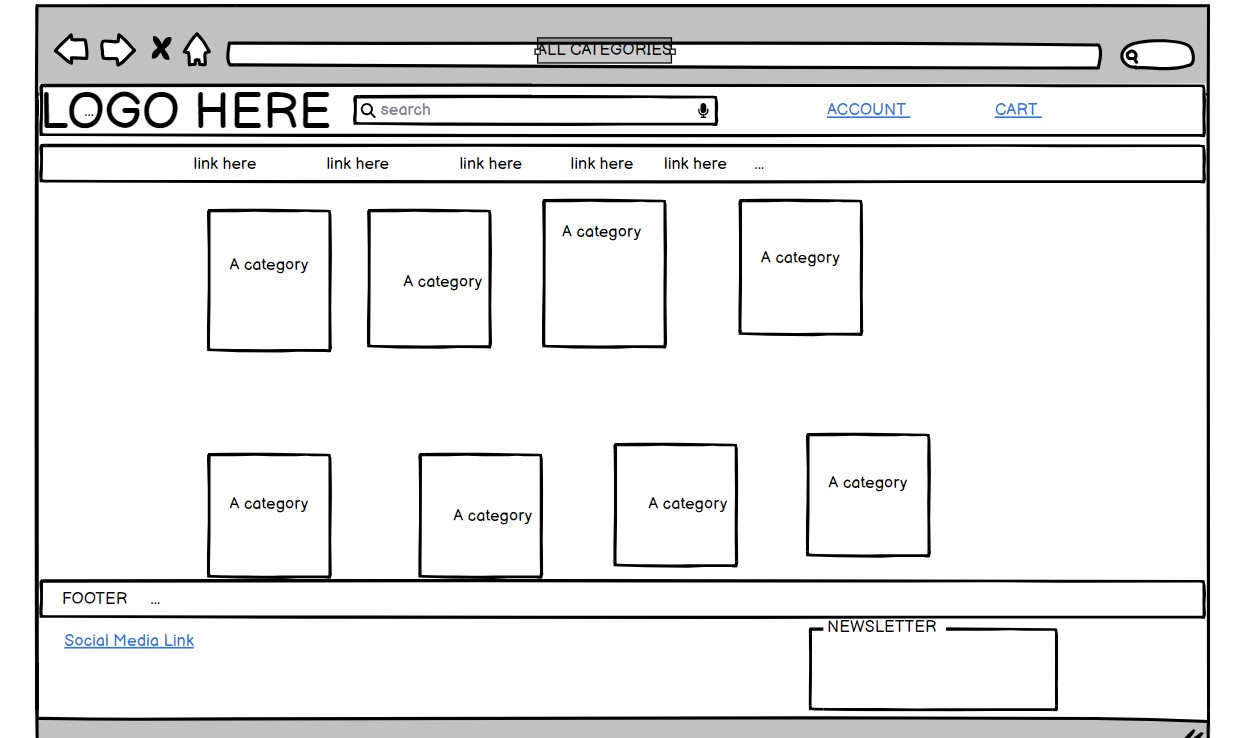 ALL CATEGORIES
LOGO HERE
...
search
ACCOUNT
CART
link here
link here
link here
link here
link here
...
A category
A category
A category
A category
A category
A category
A category
A category
FOOTER
...
Social Media Link
NEWSLETTER